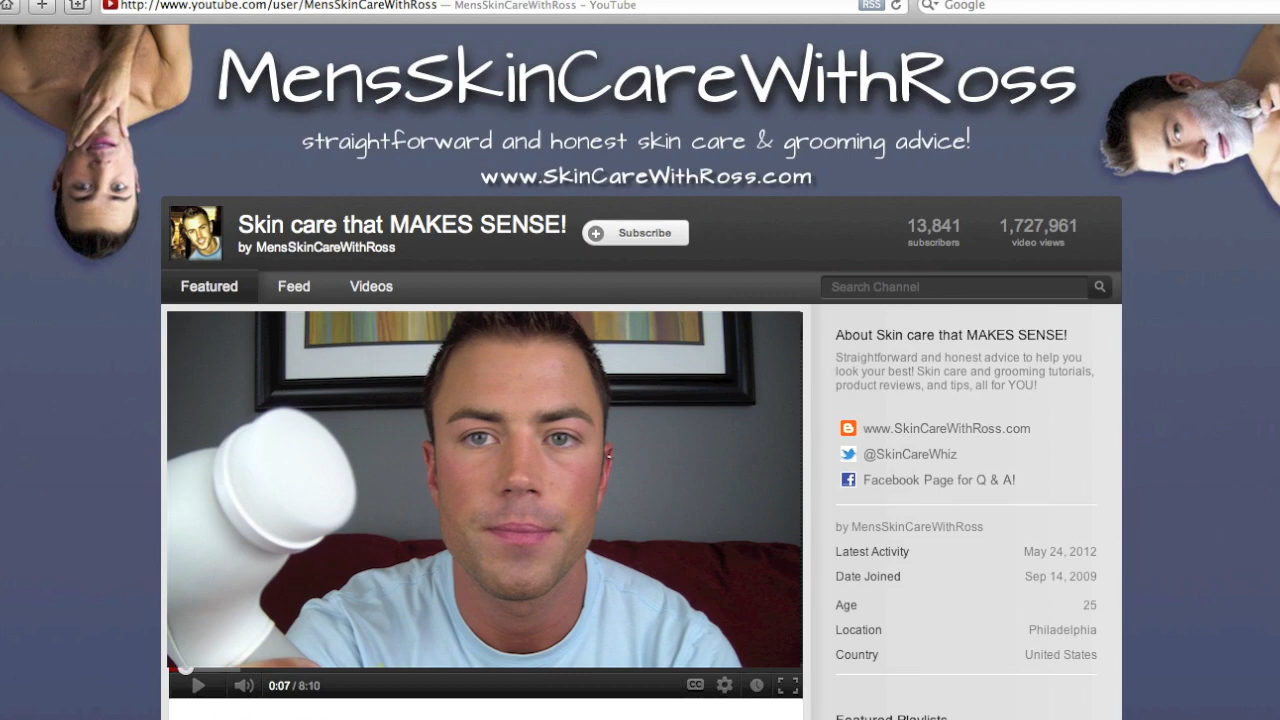 http://www.youtube.com/user/MensSkinCareWithRoss — MensSkinCareWithRoss – YouTube
RSS
Google
MensSkinCareWithRoss
straightforward and honest skin care & grooming advice!
www.SkinCareWithRoss.com
Skin care that MAKES SENSE!
by MensSkinCareWithRoss
Subscribe
13,841
subscribers
1,727,961
video views
Featured Feed Videos
Search Channel
About Skin care that MAKES SENSE!
Straightforward and honest advice to help you
look your best! Skin care and grooming tutorials,
product reviews, and tips, all for YOU!
www.SkinCareWithRoss.com
@SkinCareWhiz
Facebook Page for Q & A!
by MensSkinCareWithRoss
Latest Activity May 24, 2012
Date Joined Sep 14, 2009
Age 25
Location Philadelphia
Country United States
0:07 / 8:10
CC
Featured Playlists